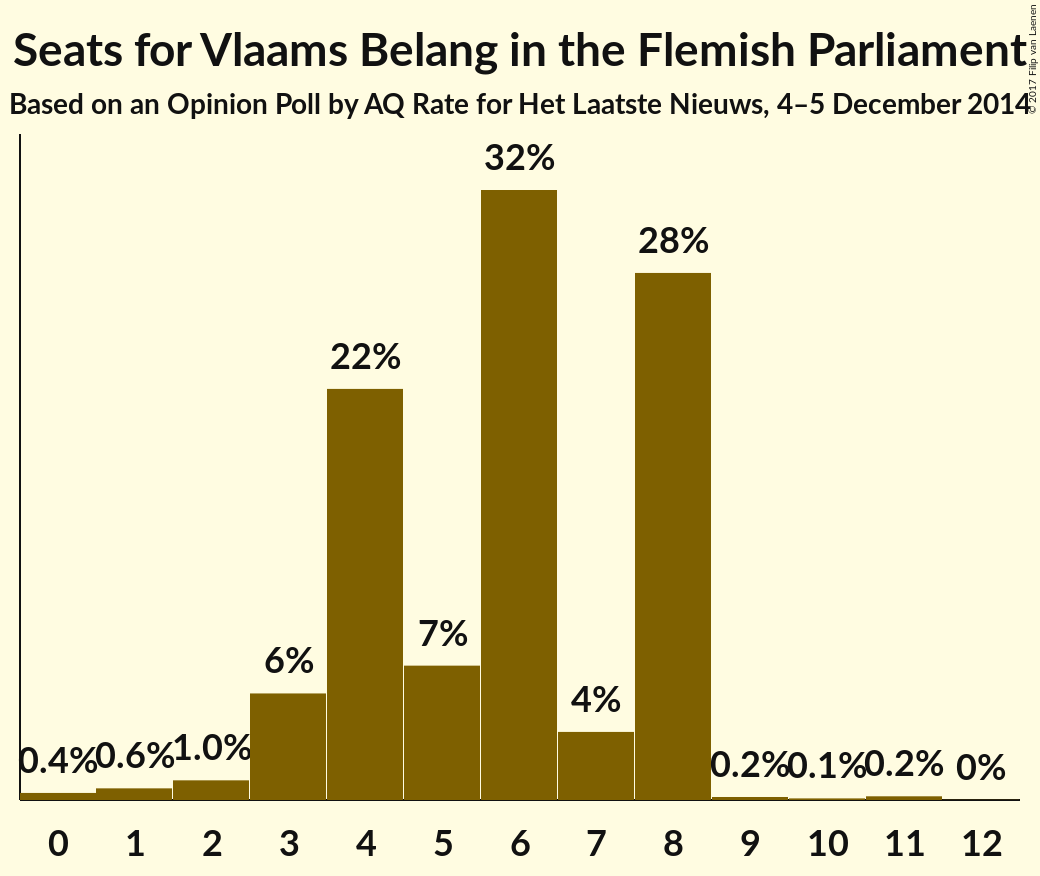 Seats for Vlaams Belang in the Flemish Parliament
Based on an Opinion Poll by AQ Rate for Het Laatste Nieuws, 4–5 December 2014
© 2017 Filip van Laenen
32%
28%
22%
7%
6%
4%
0.4% 0.6% 1.0% 0.2% 0.1% 0.2% 0%
0 1 2 3 4 5 6 7 8 9 10 11 12